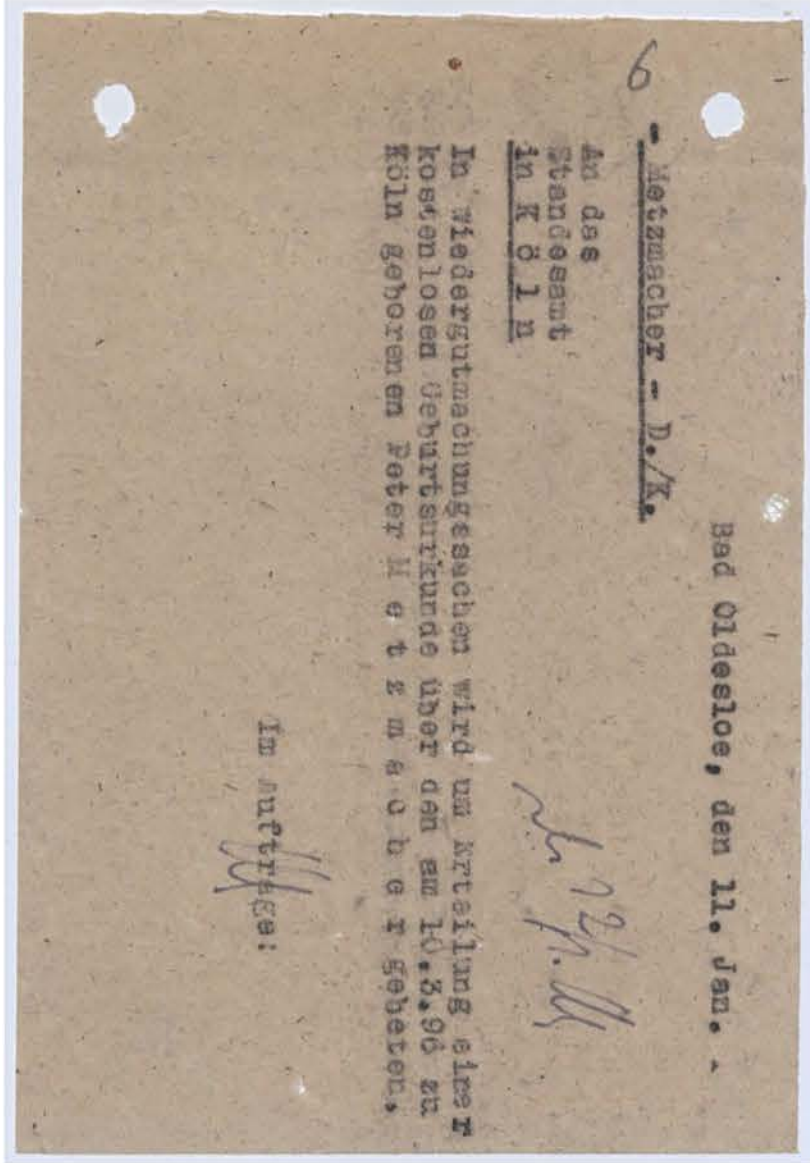 Bad Oldesloe, den 11. Jan. -
6
- Metzmacher - D./K.
An das
Standesamt
in K ö l n
In Wiedergutmachungssachen wird um Erteilung einer
kostenlosen Geburtsurkunde über den am 10.3.96 zu
Köln geborenen Peter M e t z m a c h e r gebeten.
Im Auftrage: